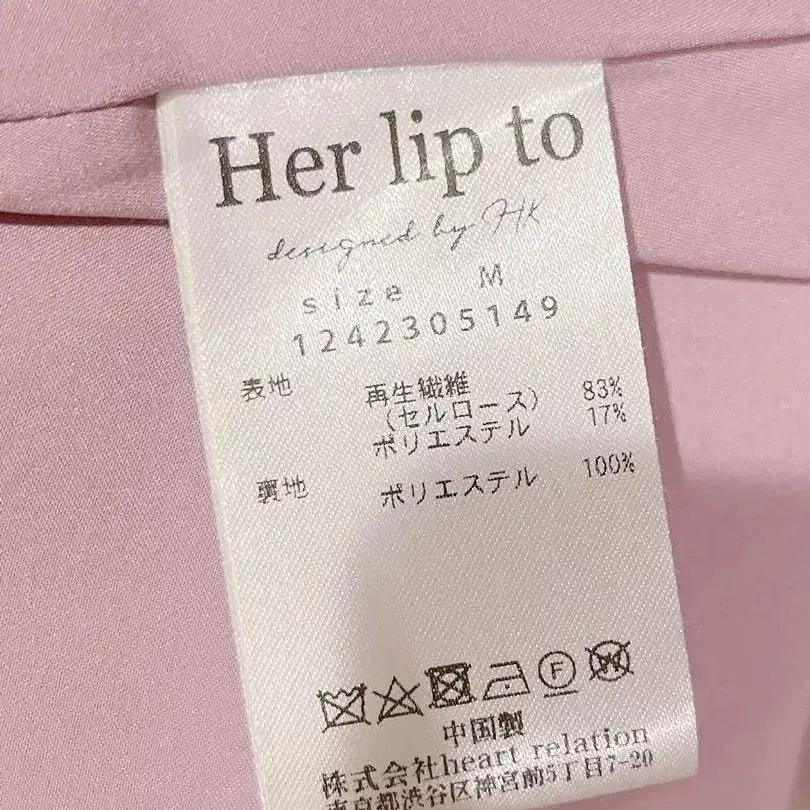 Her lip to
designed by HK
size M
1242305149
表地 再生繊維 83%
(セルロース)
ポリエステル 17%
裏地 ポリエステル 100%
F
W
中国製
株式会社heart relation
東京都渋谷区神宮前5丁目7-20